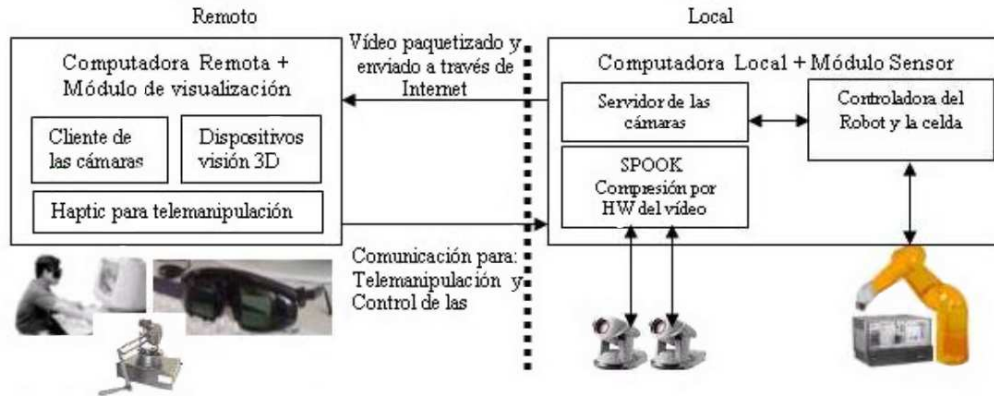 Remoto
Local
Computadora Remota +
Módulo de visualización
Cliente de
las cámaras
Dispositivos
visión 3D
Haptic para telemanipulación
Vídeo paquetizado y
enviado a través de
Internet
Comunicación para:
Telemanipulación y
Control de las
Computadora Local + Módulo Sensor
Servidor de las
cámaras
SPOOK
Compresión por
HW del vídeo
Controladora del
Robot y la celda